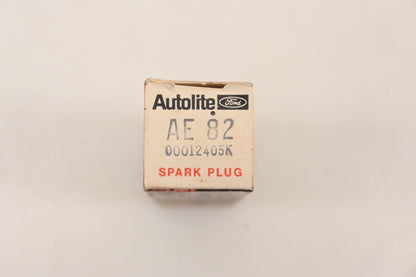 Autolite Ford
AE 82
00012405K
SPARK PLUG